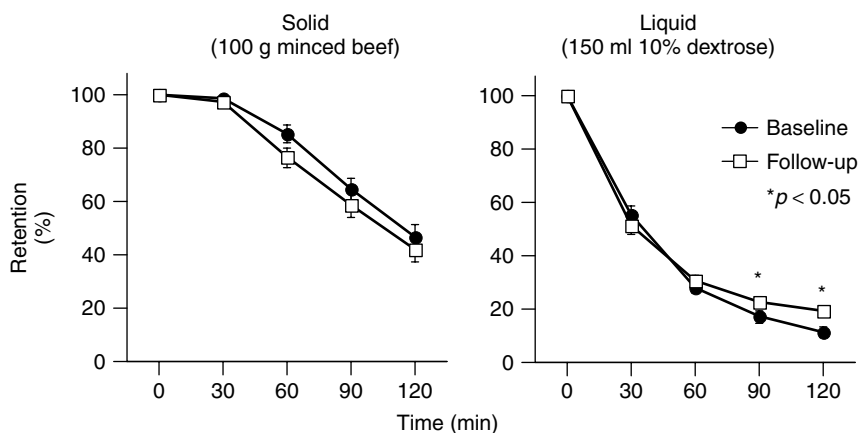 Solid
(100 g minced beef)
Liquid
(150 ml 10% dextrose)
Retention
(%)
100
80
60
40
20
0
0 30 60 90 120
100
80
60
40
20
0
0 30 60 90 120
Baseline
Follow-up
*p < 0.05
*
*
Time (min)